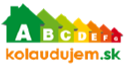 A B C D E F G
kolaudujem.sk